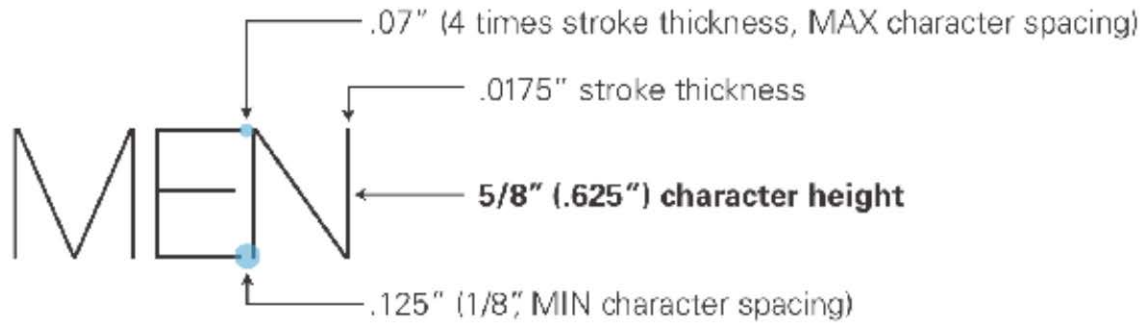 .07" (4 times stroke thickness, MAX character spacing)
.0175" stroke thickness
MEN
5/8" (.625") character height
.125" (1/8", MIN character spacing)